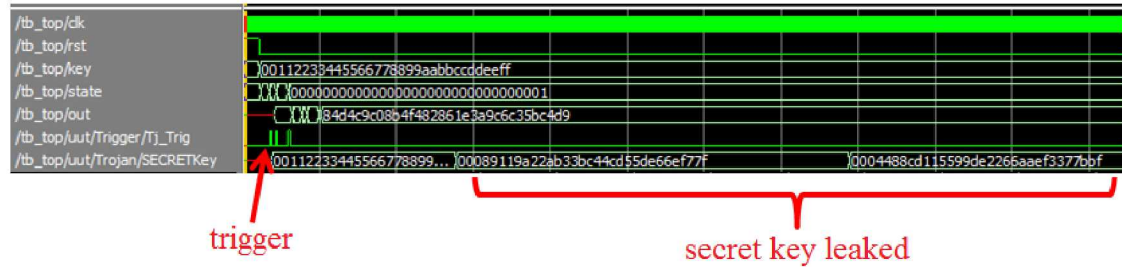 /tb_top/clk
/tb_top/rst
/tb_top/key 00112233445566778899aabbccddeeff
/tb_top/state 00000000000000000000000000000001
/tb_top/out 84d4c9c08b4f482861e3a9c6c35bc4d9
/tb_top/uut/Trigger/Tj_Trig
/tb_top/uut/Trojan/SECRETKey 00112233445566778899... 00089119a22ab33bc44cd55de66ef77f 0004488cd115599de2266aaef3377bbf
trigger
secret key leaked